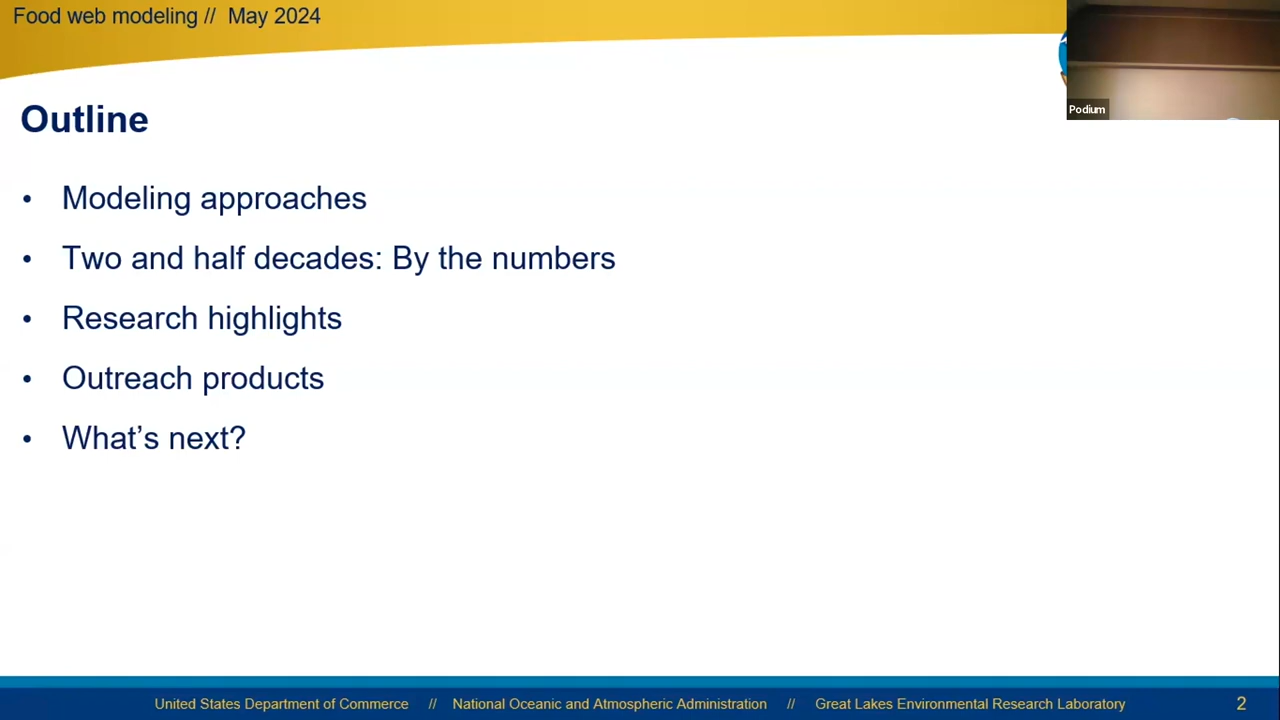 Food web modeling // May 2024
Podium
Outline
• Modeling approaches
• Two and half decades: By the numbers
• Research highlights
• Outreach products
• What's next?
United States Department of Commerce // National Oceanic and Atmospheric Administration // Great Lakes Environmental Research Laboratory 2